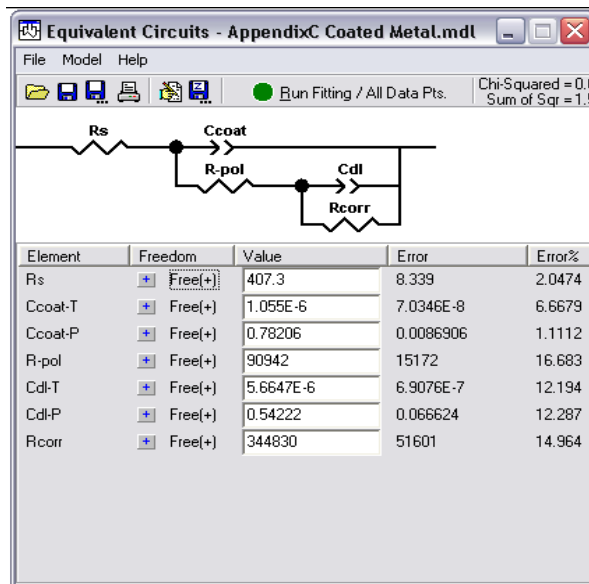 Equivalent Circuits - AppendixC Coated Metal.mdl
File Model Help
Run Fitting / All Data Pts.
Chi-Squared = 0.
Sum of Sqr = 1.
Rs Ccoat
R-pol Cdl
Rcorr
Element Freedom Value Error Error%
Rs + Free(+) 407.3 8.339 2.0474
Ccoat-T + Free(+) 1.055E-6 7.0346E-8 6.6679
Ccoat-P + Free(+) 0.78206 0.0086906 1.1112
R-pol + Free(+) 90942 15172 16.683
Cdl-T + Free(+) 5.6647E-6 6.9076E-7 12.194
Cdl-P + Free(+) 0.54222 0.066624 12.287
Rcorr + Free(+) 344830 51601 14.964